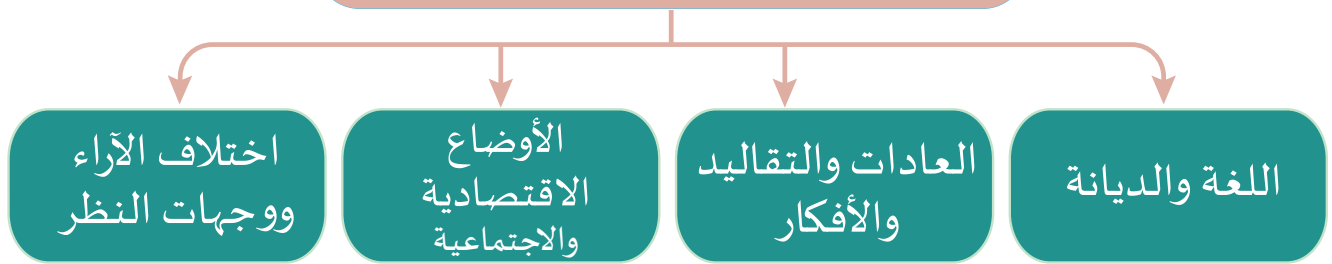 اللغة والديانة
العادات والتقاليد
والأفكار
الأوضاع
الاقتصادية
والاجتماعية
اختلاف الآراء
ووجهات النظر